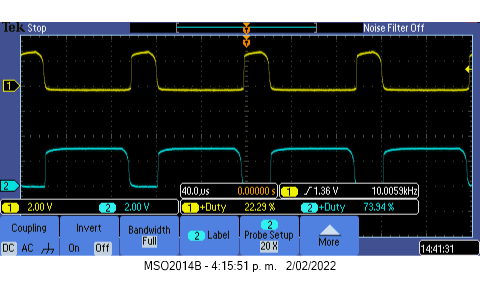 Tek Stop Noise Filter Off
1
2
40.0µs 0.00000 s 1 1.36 V 10.0059kHz
1 2.00 V 2 2.00 V 1 +Duty 22.29 % 2 +Duty 73.94 %
Coupling Invert Bandwidth 2 Label 2 Probe Setup More
DC AC On Off Full 20 X
14:41:31
MSO2014B - 4:15:51 p. m. 2/02/2022